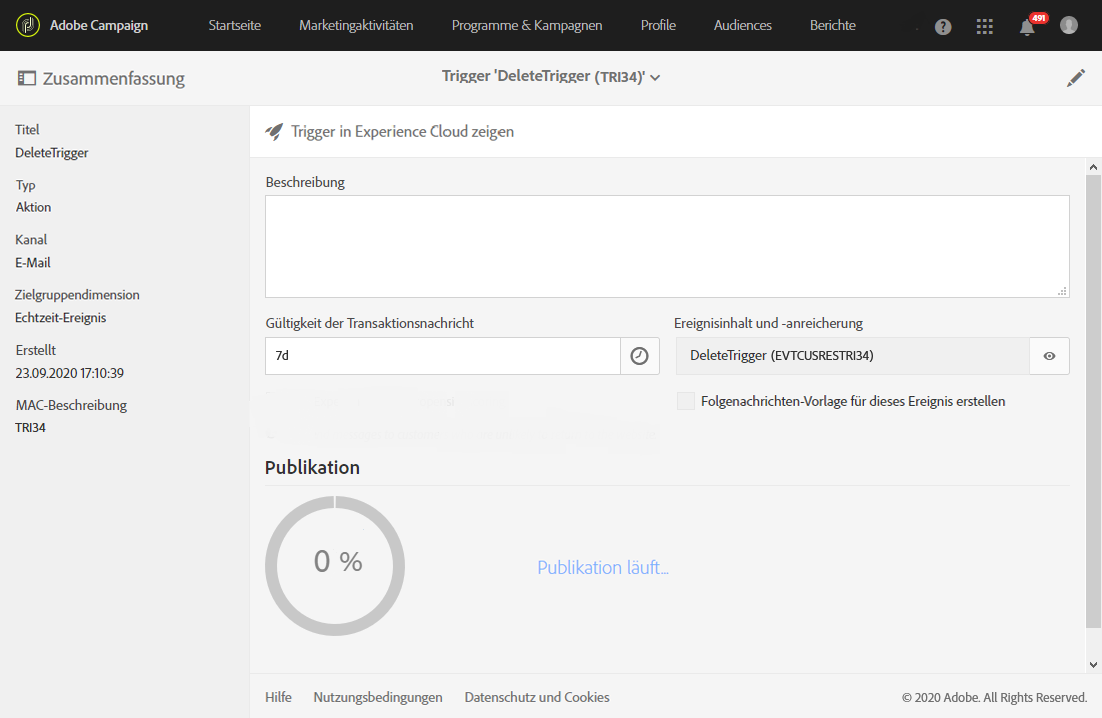 Adobe Campaign Startseite Marketingaktivitäten Programme & Kampagnen Profile Audiences Berichte ? 491
Zusammenfassung Trigger 'DeleteTrigger (TRI34)'
Titel
DeleteTrigger
Typ
Aktion
Kanal
E-Mail
Zielgruppendimension
Echtzeit-Ereignis
Erstellt
23.09.2020 17:10:39
MAC-Beschreibung
TRI34
Trigger in Experience Cloud zeigen
Beschreibung
Gültigkeit der Transaktionsnachricht
7d
Ereignisinhalt und -anreicherung
DeleteTrigger (EVTCUSRESTRI34)
Folgenachrichten-Vorlage für dieses Ereignis erstellen
Publikation
0 %
Publikation läuft...
Hilfe Nutzungsbedingungen Datenschutz und Cookies © 2020 Adobe. All Rights Reserved.